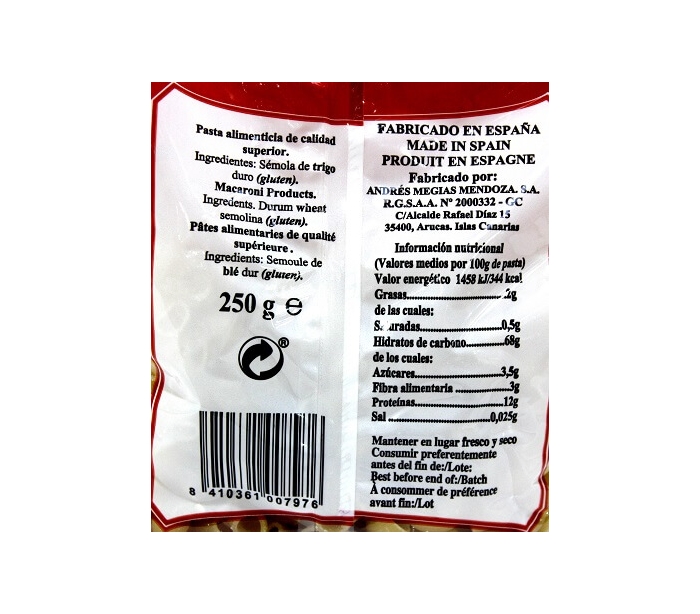 Pasta alimenticia de calidad
superior.
Ingredientes: Sémola de trigo
duro (gluten).
Macaroni Products.
Ingredents. Durum wheat
semolina (gluten).
Pâtes alimentaries de qualité
supérieure.
Ingredients: Semoule de
blé dur (gluten).
250 g ℮
®
8 410361 007976
FABRICADO EN ESPAÑA
MADE IN SPAIN
PRODUIT EN ESPAGNE
Fabricado por:
ANDRÉS MEGIAS MENDOZA. S.A.
R.G.S.A.A. Nº 2000332 - GC
C/Alcalde Rafael Díaz 15
35400, Arucas. Islas Canarias
Información nutricional
(Valores medios por 100g de pasta)
Valor energético 1458 kJ/344 kcal
Grasas..........................2g
de las cuales:
Saturadas......................0,5g
Hidratos de carbono.........68g
de los cuales:
Azúcares.......................3,5g
Fibra alimentaria .............3g
Proteínas.......................12g
Sal ..........................0,025g
Mantener en lugar fresco y seco
Consumir preferentemente
antes del fin de:/Lote:
Best before end of:/Batch
À consommer de préférence
avant fin:/Lot